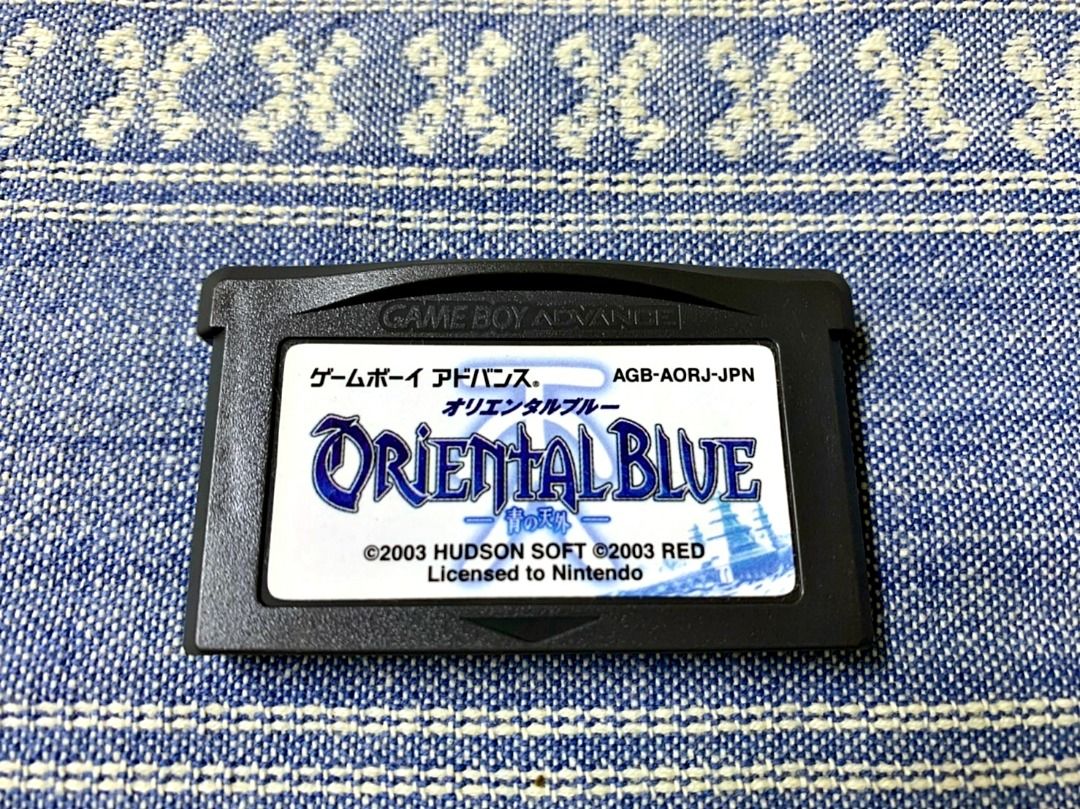 GAME BOY ADVANCE
ゲームボーイ アドバンス® AGB-AORJ-JPN
オリエンタルブルー
ORIENTAL BLUE
青の天外
©2003 HUDSON SOFT ©2003 RED
Licensed to Nintendo